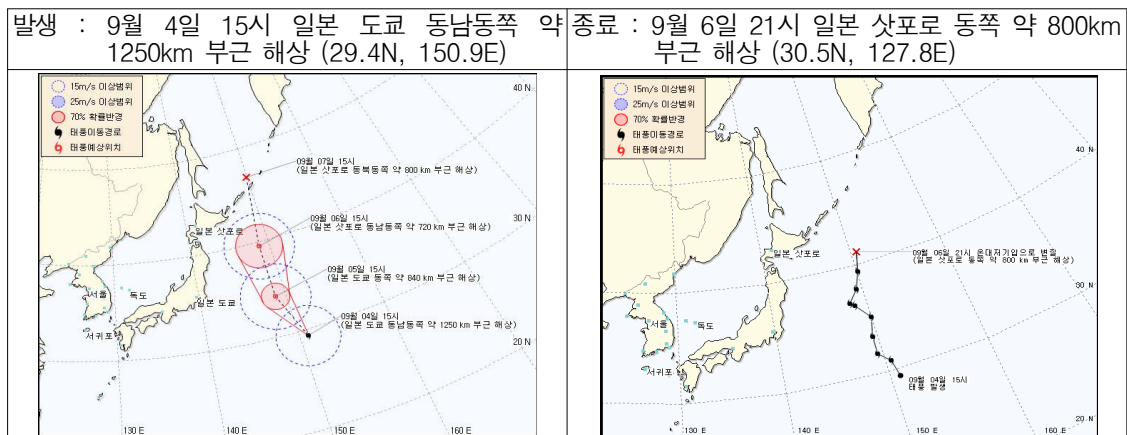 발생 : 9월 4일 15시 일본 도쿄 동남동쪽 약
1250km 부근 해상 (29.4N, 150.9E)
종료 : 9월 6일 21시 일본 삿포로 동쪽 약 800km
부근 해상 (30.5N, 127.8E)
15m/s 이상범위
25m/s 이상범위
70% 확률반경
태풍이동경로
태풍예상위치
40 N
09월 07일 15시
(일본 삿포로 동북동쪽 약 800 km 부근 해상)
09월 06일 15시
(일본 삿포로 동남동쪽 약 720 km 부근 해상)
30 N
일본 삿포로
09월 05일 15시
(일본 도쿄 동쪽 약 840 km 부근 해상)
서울
독도
일본 도쿄
09월 04일 15시
(일본 도쿄 동남동쪽 약 1250 km 부근 해상)
서귀포
20 N
130 E
140 E
150 E
160 E
15m/s 이상범위
25m/s 이상범위
70% 확률반경
태풍이동경로
태풍예상위치
40 N
일본 삿포로
09월 06일 21시 온대저기압으로 변질
(일본 삿포로 동쪽 약 800 km 부근 해상)
30 N
서울
독도
서귀포
09월 04일 15시
태풍 발생
20 N
130 E
140 E
150 E
160 E